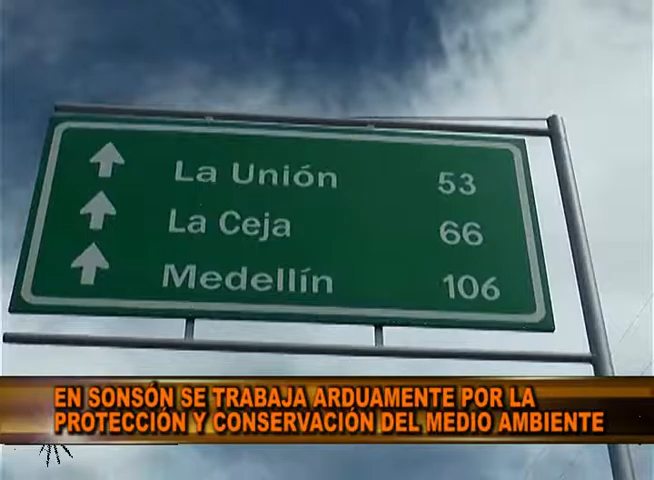 La Unión 53
La Ceja 66
Medellín 106
EN SONSÓN SE TRABAJA ARDUAMENTE POR LA
PROTECCIÓN Y CONSERVACIÓN DEL MEDIO AMBIENTE